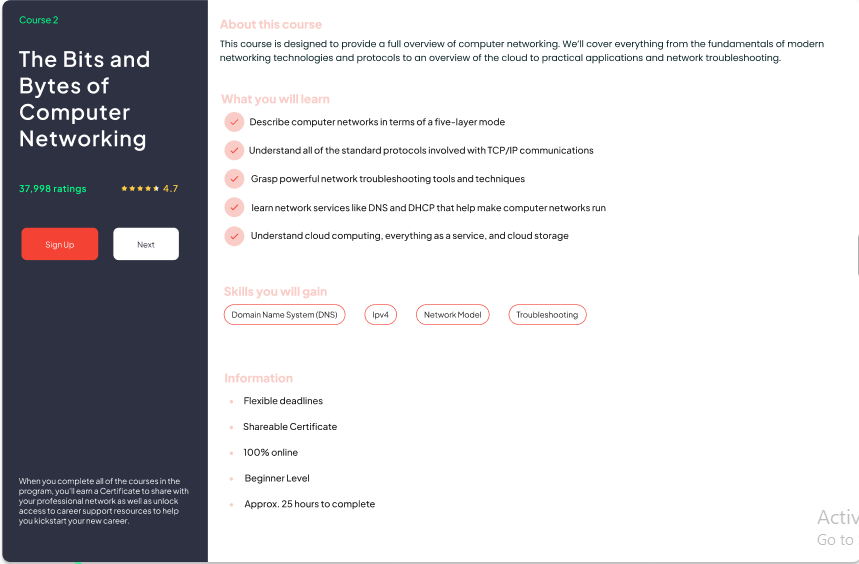 Course 2
The Bits and
Bytes of
Computer
Networking
37,998 ratings
4.7
Sign Up
Next
When you complete all of the courses in the
program, you'll earn a Certificate to share with
your professional network as well as unlock
access to career support resources to help
you kickstart your new career.
About this course
This course is designed to provide a full overview of computer networking. We'll cover everything from the fundamentals of modern
networking technologies and protocols to an overview of the cloud to practical applications and network troubleshooting.
What you will learn
Describe computer networks in terms of a five-layer mode
Understand all of the standard protocols involved with TCP/IP communications
Grasp powerful network troubleshooting tools and techniques
learn network services like DNS and DHCP that help make computer networks run
Understand cloud computing, everything as a service, and cloud storage
Skills you will gain
Domain Name System (DNS)
Ipv4
Network Model
Troubleshooting
Information
Flexible deadlines
Shareable Certificate
100% online
Beginner Level
Approx. 25 hours to complete
Activ
Go to